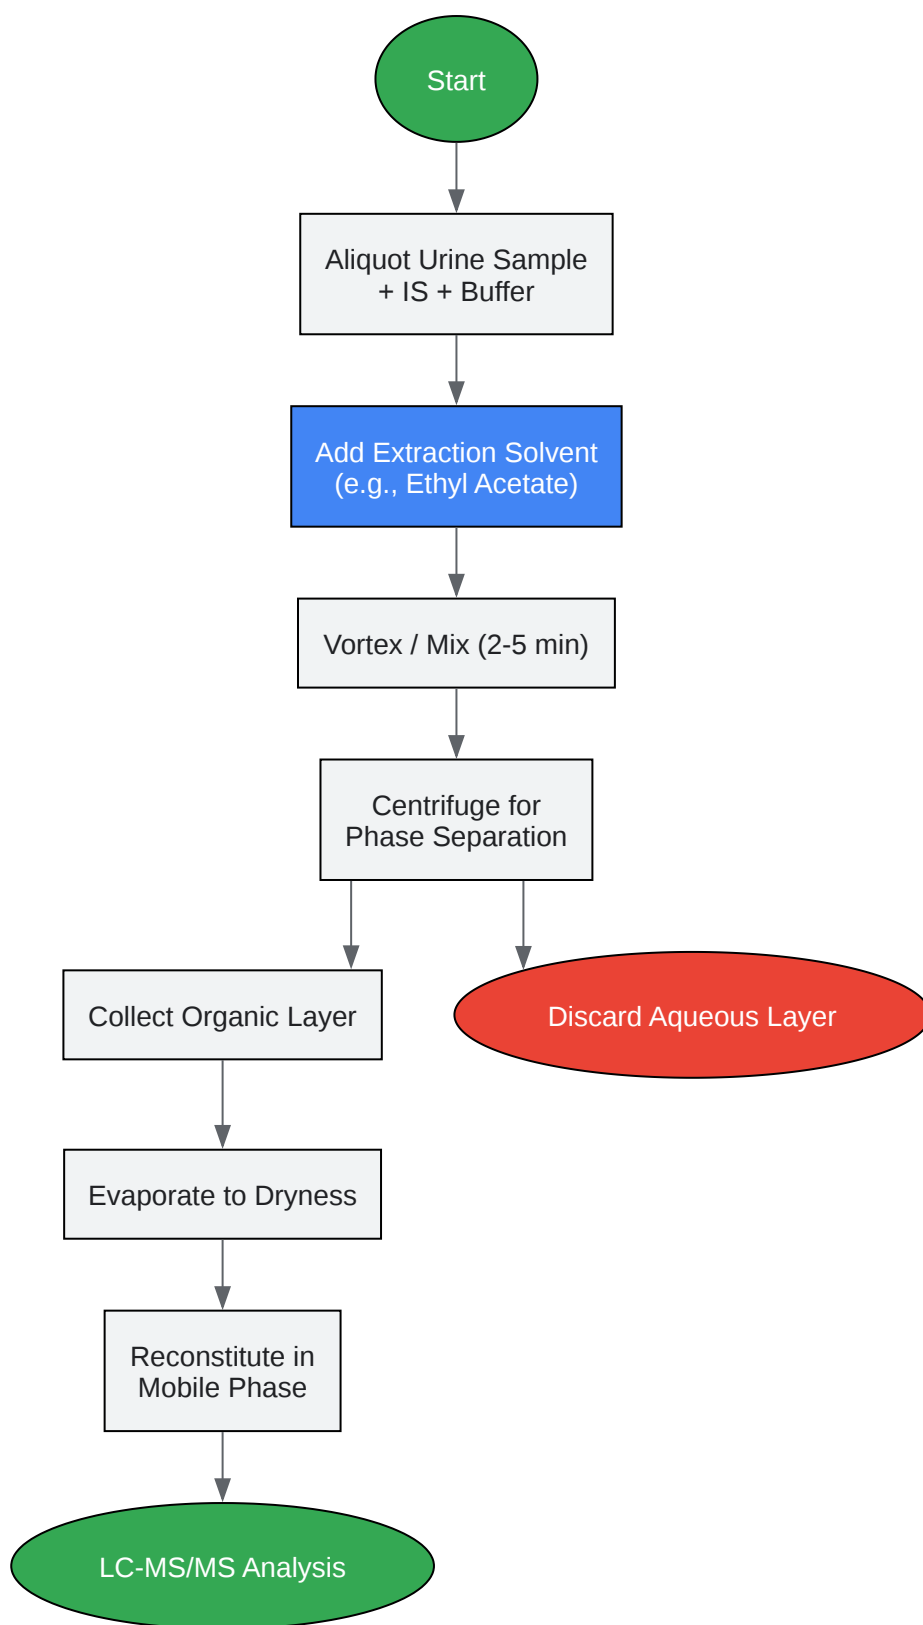 Start
Aliquot Urine Sample
+ IS + Buffer
Add Extraction Solvent
(e.g., Ethyl Acetate)
Vortex / Mix (2-5 min)
Centrifuge for
Phase Separation
Collect Organic Layer
Discard Aqueous Layer
Evaporate to Dryness
Reconstitute in
Mobile Phase
LC-MS/MS Analysis